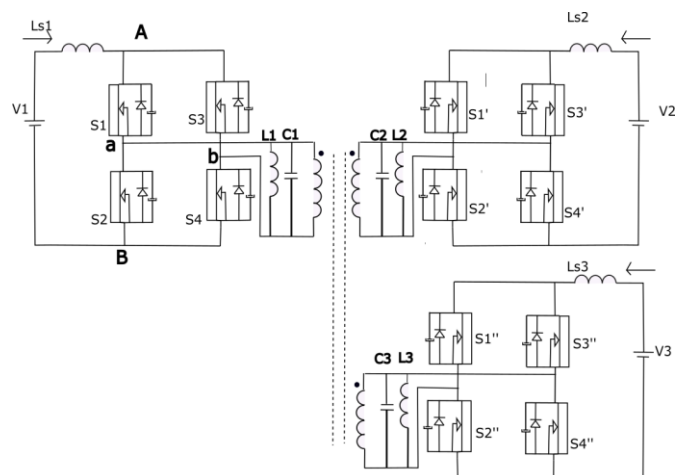 Ls1
A
Ls2
V1
S1
S3
S1'
S3'
V2
a
b
L1 C1
C2 L2
S2
S4
S2'
S4'
B
Ls3
S1''
S3''
V3
C3 L3
S2''
S4''